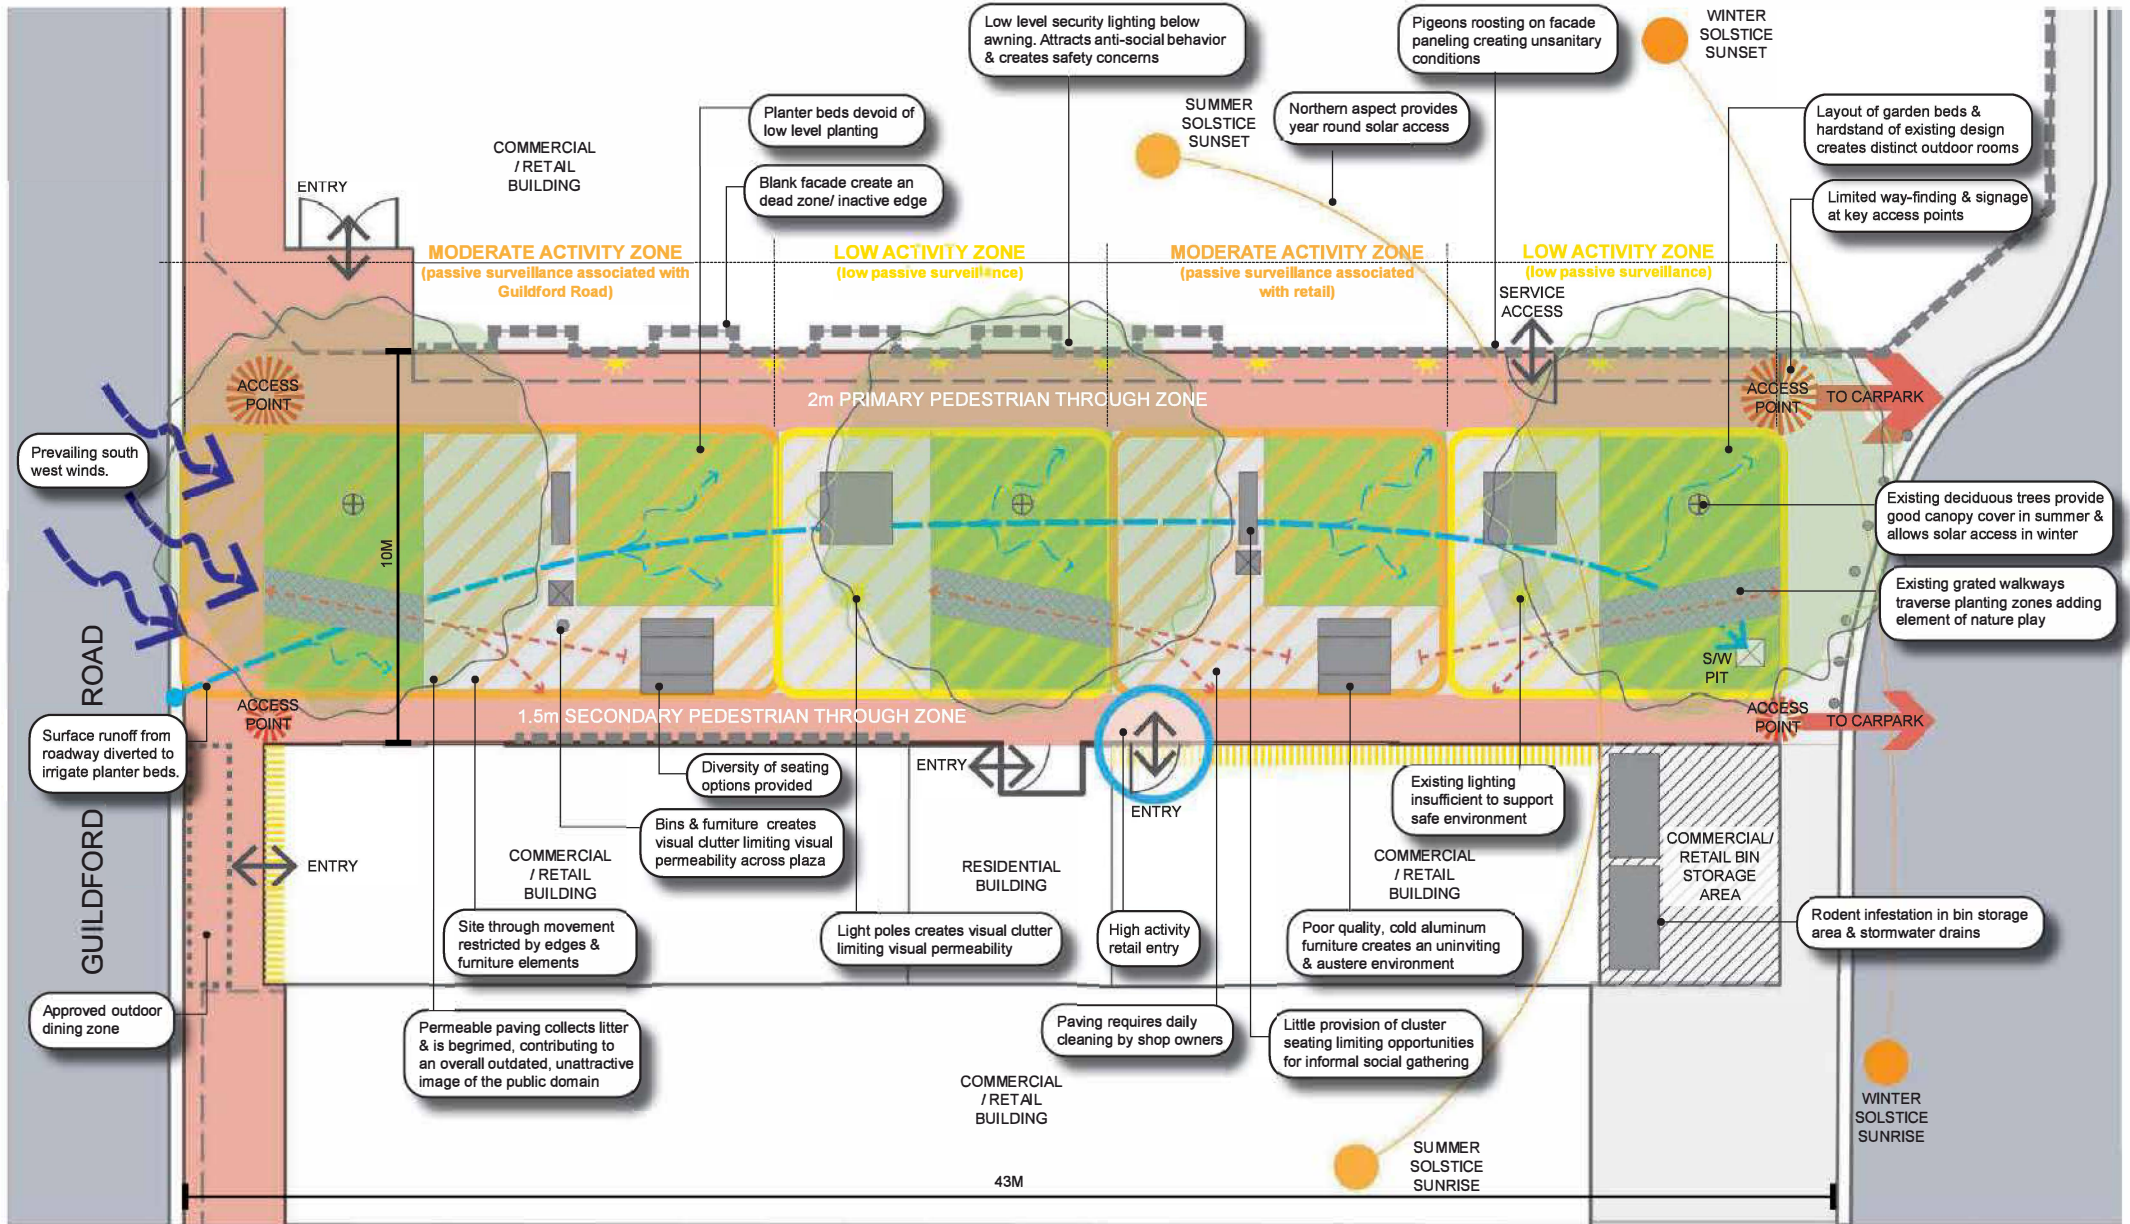 Low level security lighting below
awning. Attracts anti-social behavior
& creates safety concerns
Pigeons roosting on facade
paneling creating unsanitary
conditions
WINTER
SOLSTICE
SUNSET
Planter beds devoid of
low level planting
SUMMER
SOLSTICE
SUNSET
Northern aspect provides
year round solar access
Layout of garden beds &
hardstand of existing design
creates distinct outdoor rooms
COMMERCIAL
/ RETAIL
BUILDING
ENTRY
Blank facade create an
dead zone/ inactive edge
Limited way-finding & signage
at key access points
MODERATE ACTIVITY ZONE
(passive surveillance associated with
Guildford Road)
LOW ACTIVITY ZONE
(low passive surveillance)
MODERATE ACTIVITY ZONE
(passive surveillance associated
with retail)
LOW ACTIVITY ZONE
(low passive surveillance)
SERVICE
ACCESS
ACCESS
POINT
2m PRIMARY PEDESTRIAN THROUGH ZONE
ACCESS
POINT
TO CARPARK
Prevailing south
west winds.
10M
Existing deciduous trees provide
good canopy cover in summer &
allows solar access in winter
Existing grated walkways
traverse planting zones adding
element of nature play
GUILDFORD ROAD
S/W
PIT
ACCESS
POINT
1.5m SECONDARY PEDESTRIAN THROUGH ZONE
ACCESS
POINT
TO CARPARK
Surface runoff from
roadway diverted to
irrigate planter beds.
Diversity of seating
options provided
ENTRY
ENTRY
Existing lighting
insufficient to support
safe environment
Bins & furniture creates
visual clutter limiting visual
permeability across plaza
ENTRY
COMMERCIAL
/ RETAIL
BUILDING
RESIDENTIAL
BUILDING
COMMERCIAL
/ RETAIL
BUILDING
COMMERCIAL/
RETAIL BIN
STORAGE
AREA
Site through movement
restricted by edges &
furniture elements
Light poles creates visual clutter
limiting visual permeability
High activity
retail entry
Poor quality, cold aluminum
furniture creates an uninviting
& austere environment
Rodent infestation in bin storage
area & stormwater drains
Approved outdoor
dining zone
Permeable paving collects litter
& is begrimed, contributing to
an overall outdated, unattractive
image of the public domain
Paving requires daily
cleaning by shop owners
Little provision of cluster
seating limiting opportunities
for informal social gathering
COMMERCIAL
/ RETAIL
BUILDING
WINTER
SOLSTICE
SUNRISE
SUMMER
SOLSTICE
SUNRISE
43M